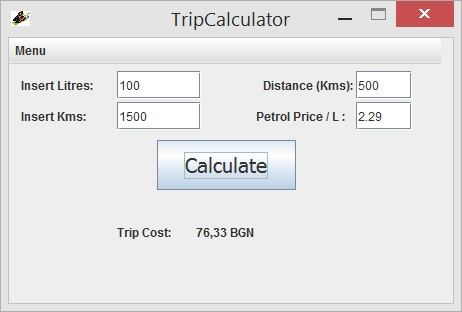 TripCalculator
Menu
Insert Litres: 100 Distance (Kms): 500
Insert Kms: 1500 Petrol Price / L : 2.29
Calculate
Trip Cost: 76,33 BGN